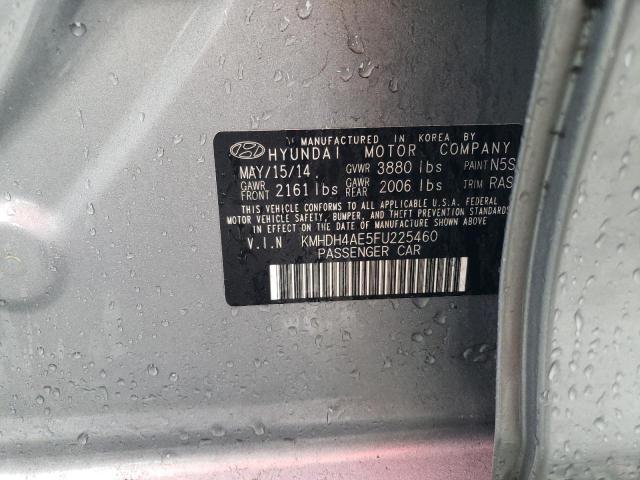 MANUFACTURED IN KOREA BY
HYUNDAI MOTOR COMPANY
MAY/15/14 GVWR 3880 lbs PAINT N5S
GAWR FRONT 2161 lbs GAWR REAR 2006 lbs TRIM RAS
THIS VEHICLE CONFORMS TO ALL APPLICABLE U.S.A. FEDERAL
MOTOR VEHICLE SAFETY, BUMPER, AND THEFT PREVENTION STANDARDS
IN EFFECT ON THE DATE OF MANUFACTURE SHOWN ABOVE.
V.I.N KMHDH4AE5FU225460
PASSENGER CAR